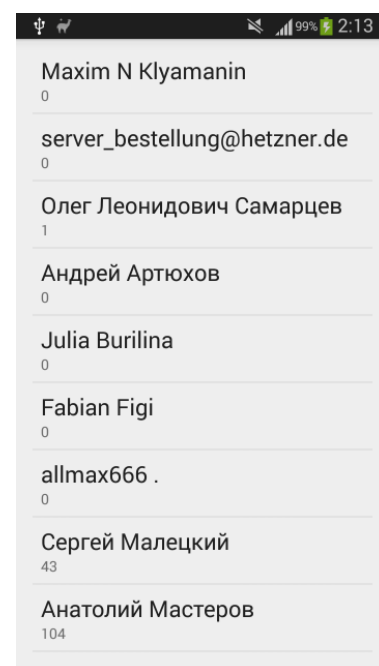 99% 2:13
Maxim N Klyamanin
0
server_bestellung@hetzner.de
0
Олег Леонидович Самарцев
1
Андрей Артюхов
0
Julia Burilina
0
Fabian Figi
0
allmax666 .
0
Сергей Малецкий
43
Анатолий Мастеров
104